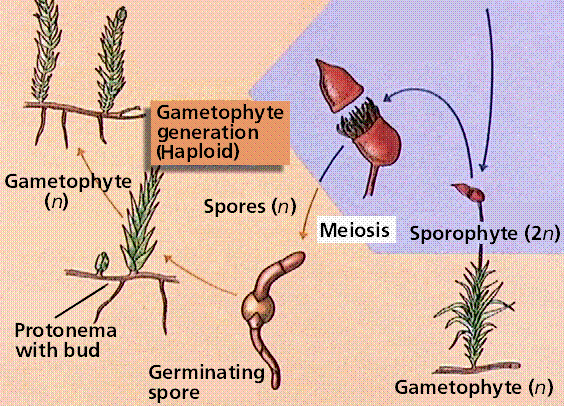 Gametophyte
generation
(Haploid)
Gametophyte
(n)
Spores (n)
Meiosis
Sporophyte (2n)
Protonema
with bud
Germinating
spore
Gametophyte (n)